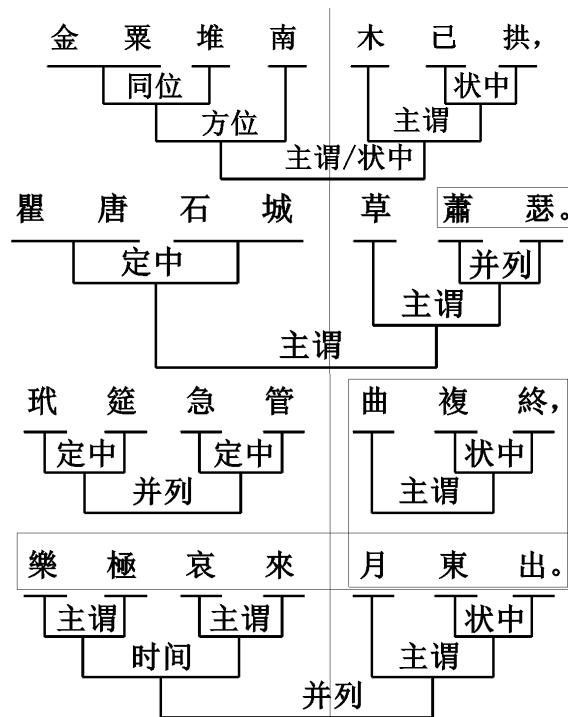 金粟堆南木已拱，
同位 状中
方位 主谓
主谓/状中
瞿唐石城草蕭瑟。
定中 并列
主谓
主谓
玳筵急管曲複終，
定中 定中 状中
并列 主谓
樂極哀來月東出。
主谓 主谓 状中
时间 主谓
并列